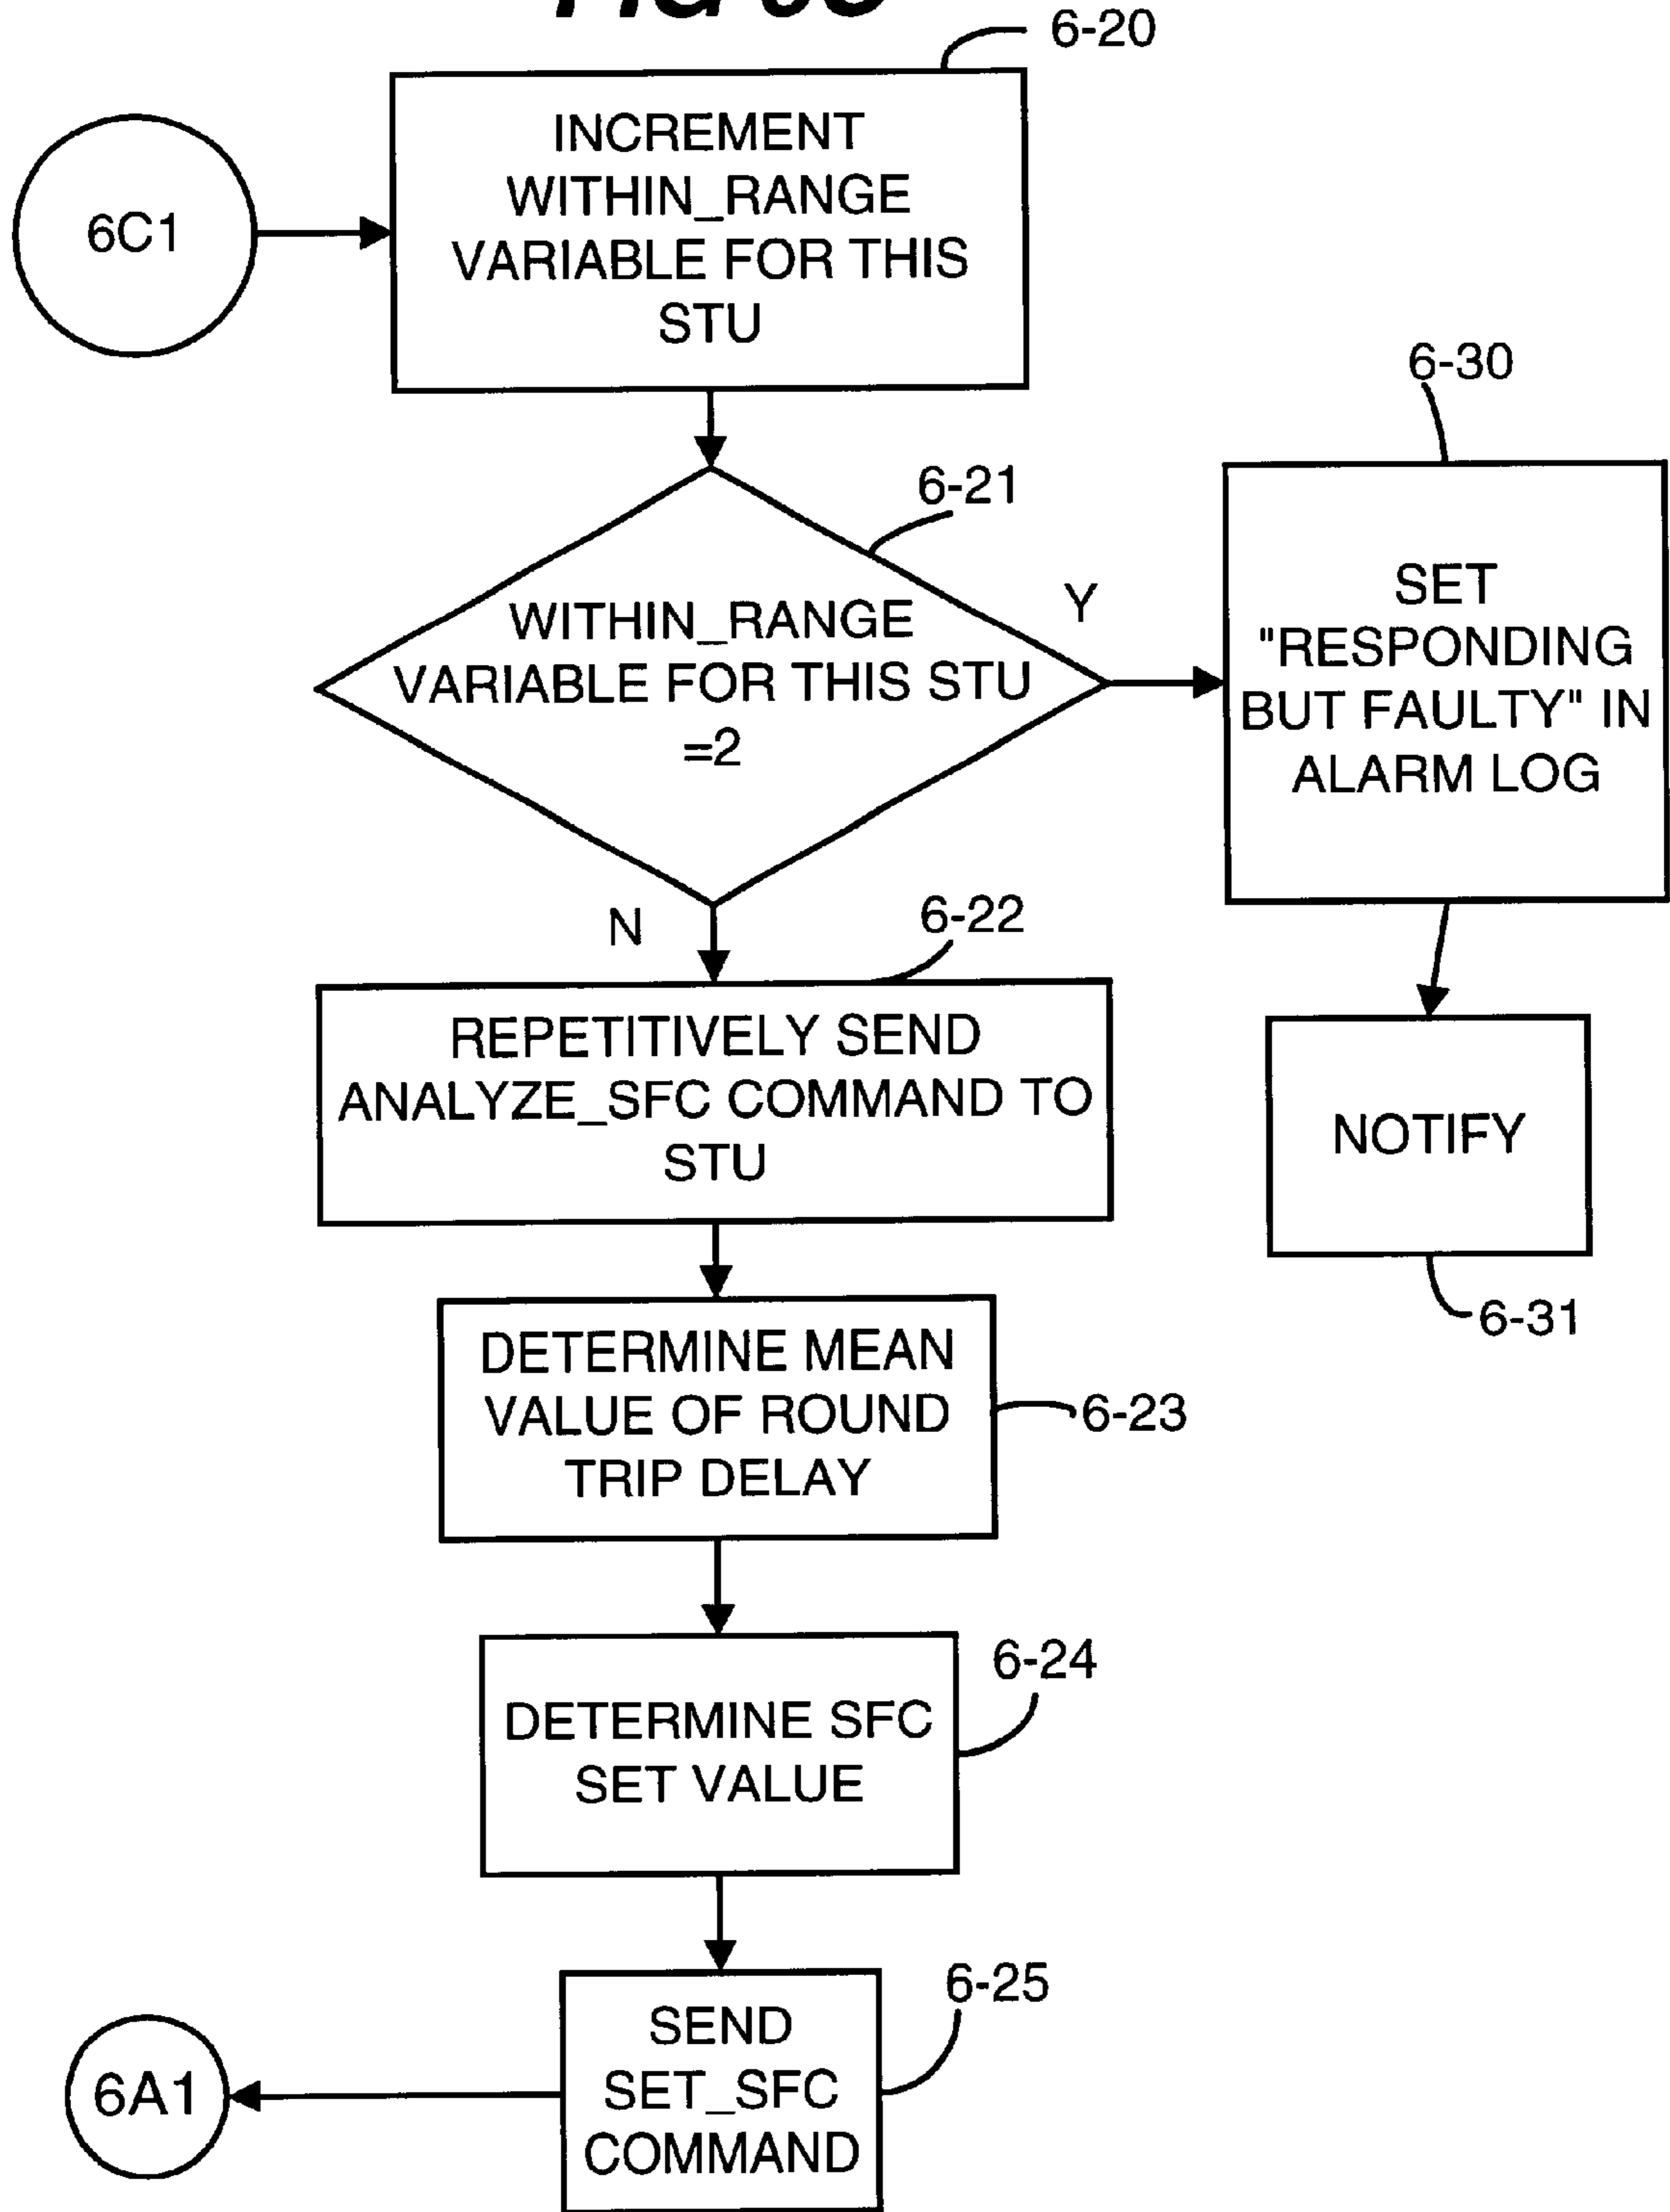 6-20
INCREMENT
WITHIN_RANGE
VARIABLE FOR THIS
STU
6C1
6-30
6-21
WITHIN_RANGE
VARIABLE FOR THIS STU
=2
Y
SET
"RESPONDING
BUT FAULTY" IN
ALARM LOG
N
6-22
REPETITIVELY SEND
ANALYZE_SFC COMMAND TO
STU
NOTIFY
6-31
DETERMINE MEAN
VALUE OF ROUND
TRIP DELAY
6-23
6-24
DETERMINE SFC
SET VALUE
6-25
SEND
SET_SFC
COMMAND
6A1